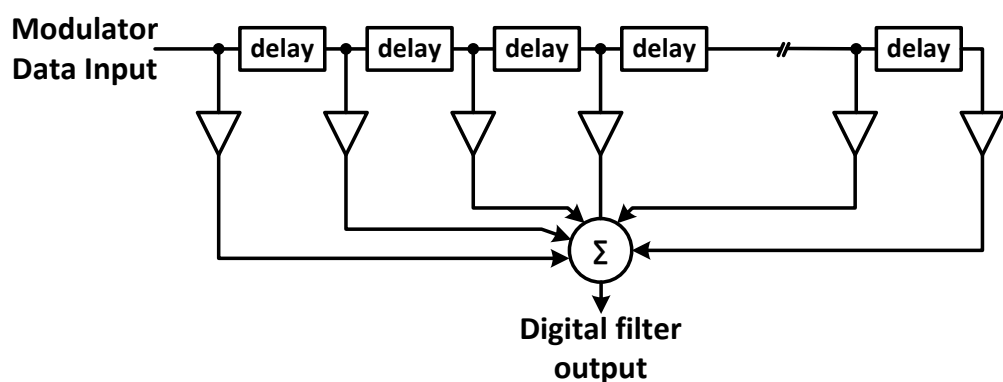 Modulator
Data Input
delay delay delay delay delay
Σ
Digital filter
output